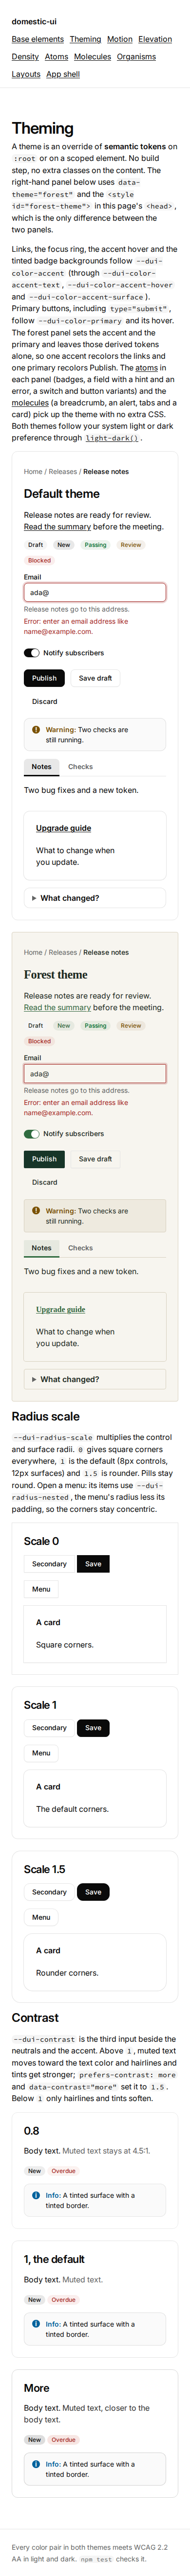 domestic-ui
Base elements Theming Motion Elevation
Density Atoms Molecules Organisms
Layouts App shell
Theming
A theme is an override of semantic tokens on
:root or on a scoped element. No build
step, no extra classes on the content. The
right-hand panel below uses data-
theme="forest" and the <style
id="forest-theme"> in this page's <head>,
which is the only difference between the
two panels.
Links, the focus ring, the accent hover and the
tinted badge backgrounds follow --dui-
color-accent (through --dui-color-
accent-text, --dui-color-accent-hover
and --dui-color-accent-surface).
Primary buttons, including type="submit",
follow --dui-color-primary and its hover.
The forest panel sets the accent and the
primary and leaves those derived tokens
alone, so one accent recolors the links and
one primary recolors Publish. The atoms in
each panel (badges, a field with a hint and an
error, a switch and button variants) and the
molecules (a breadcrumb, an alert, tabs and a
card) pick up the theme with no extra CSS.
Both themes follow your system light or dark
preference through light-dark().
Home / Releases / Release notes
Default theme
Release notes are ready for review.
Read the summary before the meeting.
Draft New Passing Review
Blocked
Email
ada@
Release notes go to this address.
Error: enter an email address like
name@example.com.
Notify subscribers
Publish Save draft
Discard
Warning: Two checks are
still running.
Notes Checks
Two bug fixes and a new token.
Upgrade guide
What to change when
you update.
What changed?
Home / Releases / Release notes
Forest theme
Release notes are ready for review.
Read the summary before the meeting.
Draft New Passing Review
Blocked
Email
ada@
Release notes go to this address.
Error: enter an email address like
name@example.com.
Notify subscribers
Publish Save draft
Discard
Warning: Two checks are
still running.
Notes Checks
Two bug fixes and a new token.
Upgrade guide
What to change when
you update.
What changed?
Radius scale
--dui-radius-scale multiplies the control
and surface radii. 0 gives square corners
everywhere, 1 is the default (8px controls,
12px surfaces) and 1.5 is rounder. Pills stay
round. Open a menu: its items use --dui-
radius-nested, the menu's radius less its
padding, so the corners stay concentric.
Scale 0
Secondary Save
Menu
A card
Square corners.
Scale 1
Secondary Save
Menu
A card
The default corners.
Scale 1.5
Secondary Save
Menu
A card
Rounder corners.
Contrast
--dui-contrast is the third input beside the
neutrals and the accent. Above 1, muted text
moves toward the text color and hairlines and
tints get stronger; prefers-contrast: more
and data-contrast="more" set it to 1.5.
Below 1 only hairlines and tints soften.
0.8
Body text. Muted text stays at 4.5:1.
New Overdue
Info: A tinted surface with a
tinted border.
1, the default
Body text. Muted text.
New Overdue
Info: A tinted surface with a
tinted border.
More
Body text. Muted text, closer to the
body text.
New Overdue
Info: A tinted surface with a
tinted border.
Every color pair in both themes meets WCAG 2.2
AA in light and dark. npm test checks it.